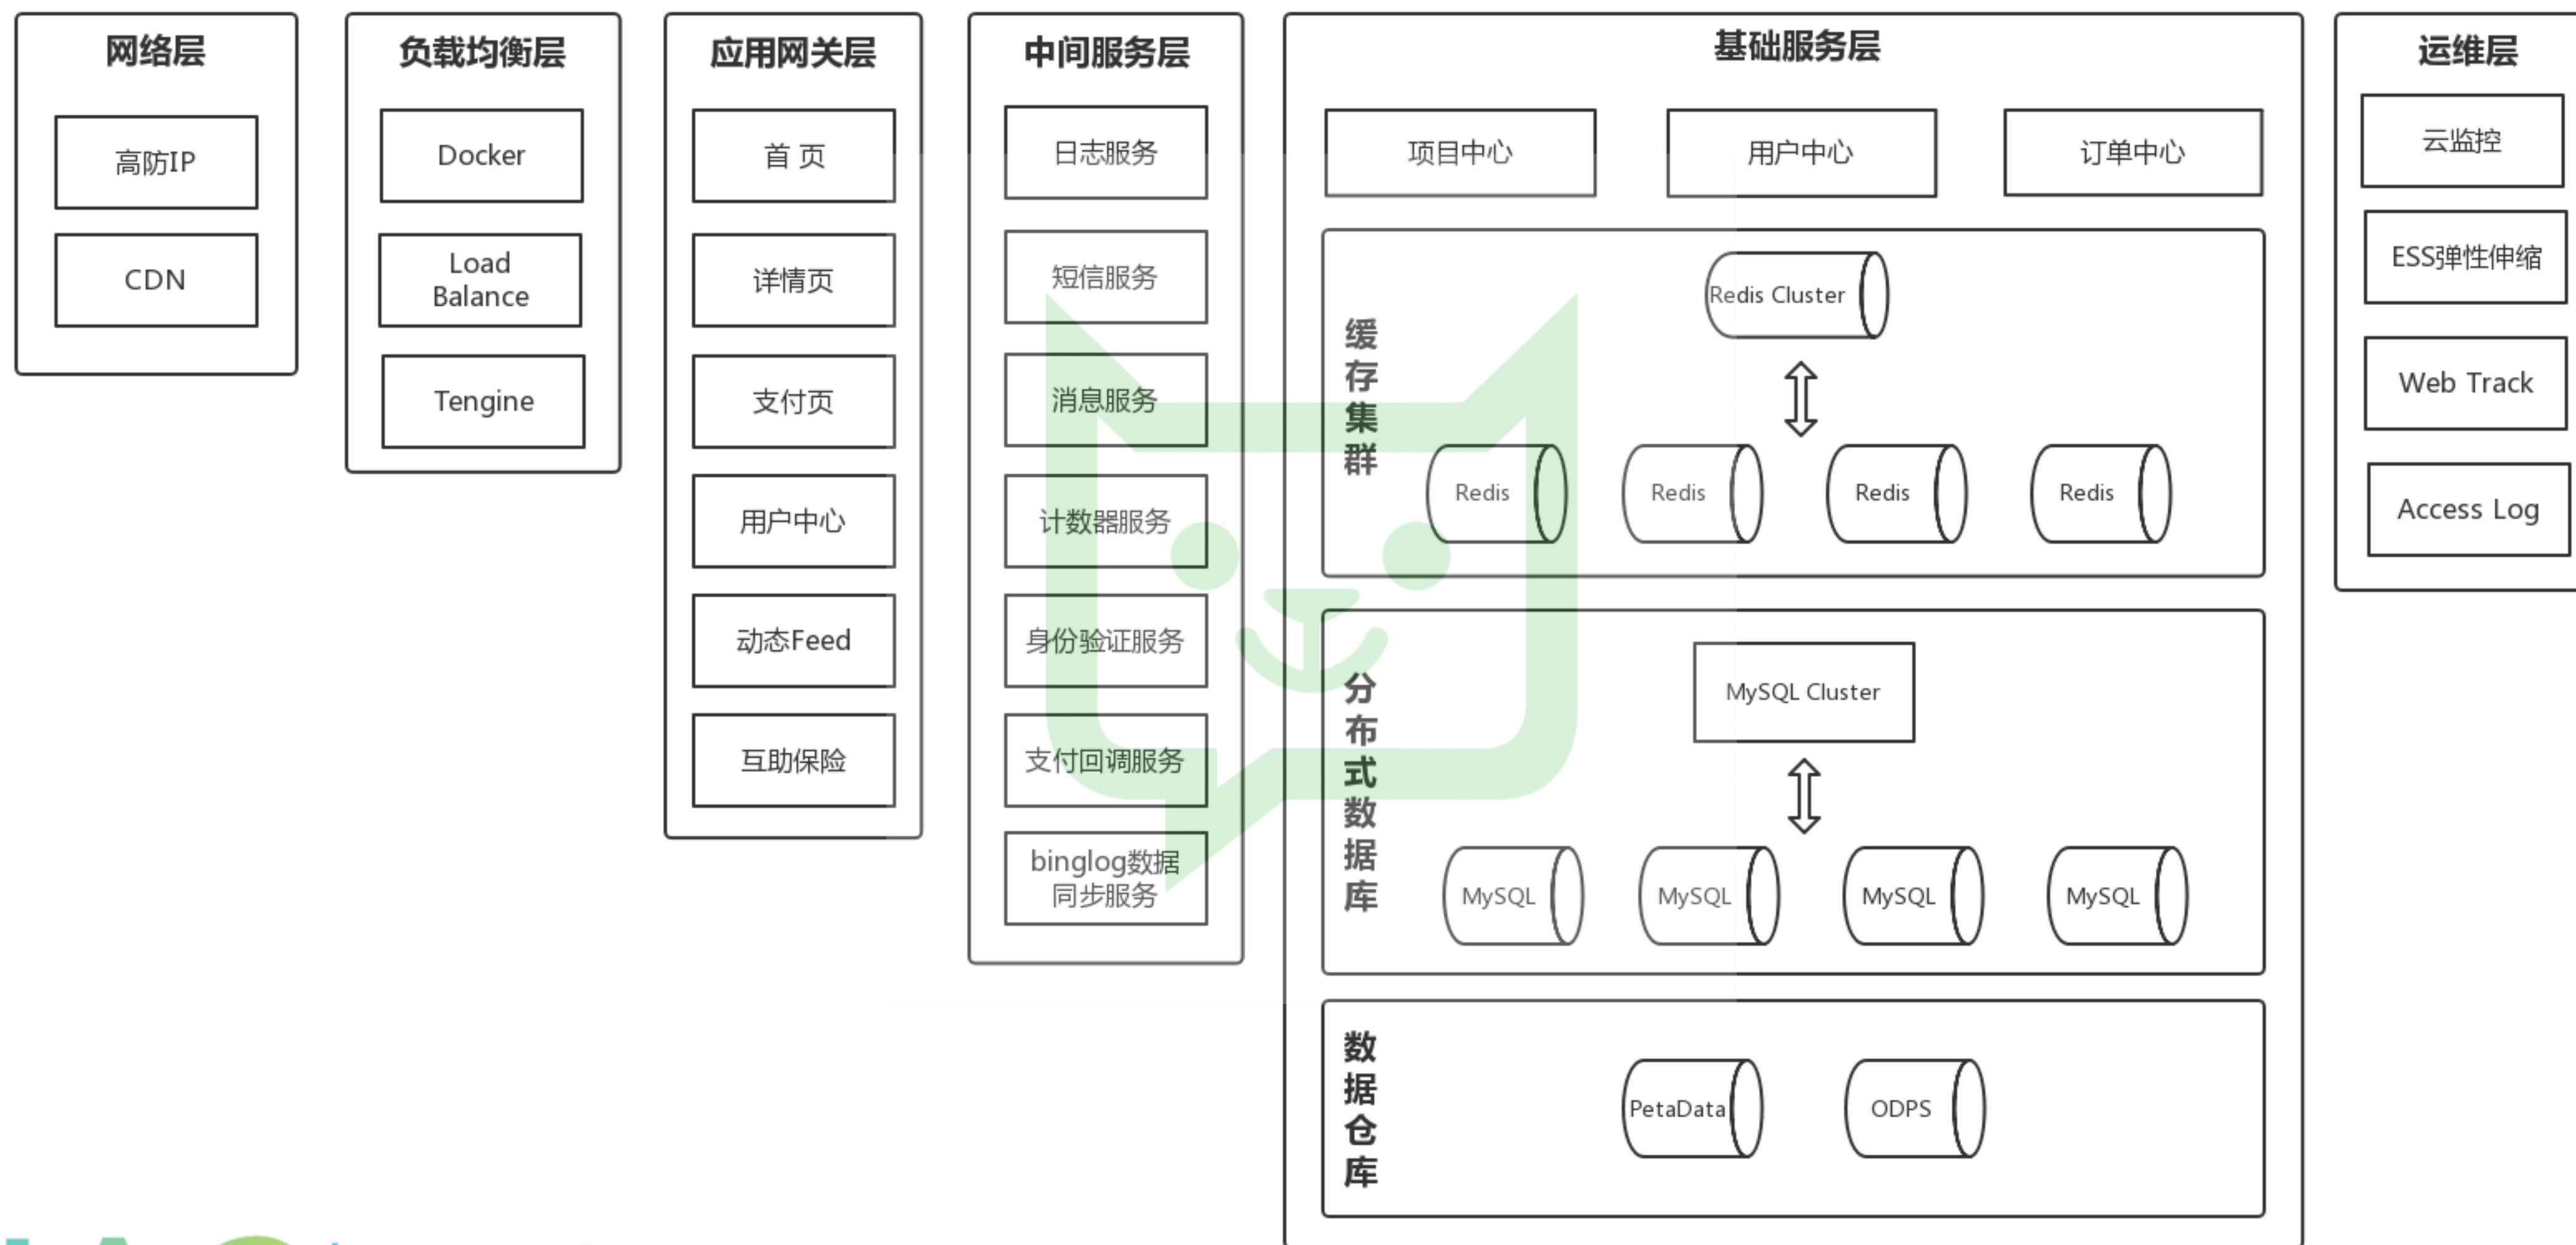 网络层
高防IP
CDN
负载均衡层
Docker
Load
Balance
Tengine
应用网关层
首 页
详情页
支付页
用户中心
动态Feed
互助保险
中间服务层
日志服务
短信服务
消息服务
计数器服务
身份验证服务
支付回调服务
binglog数据
同步服务
基础服务层
项目中心
用户中心
订单中心
缓存集群
Redis Cluster
Redis
Redis
Redis
Redis
分布式数据库
MySQL Cluster
MySQL
MySQL
MySQL
MySQL
数据仓库
PetaData
ODPS
运维层
云监控
ESS弹性伸缩
Web Track
Access Log